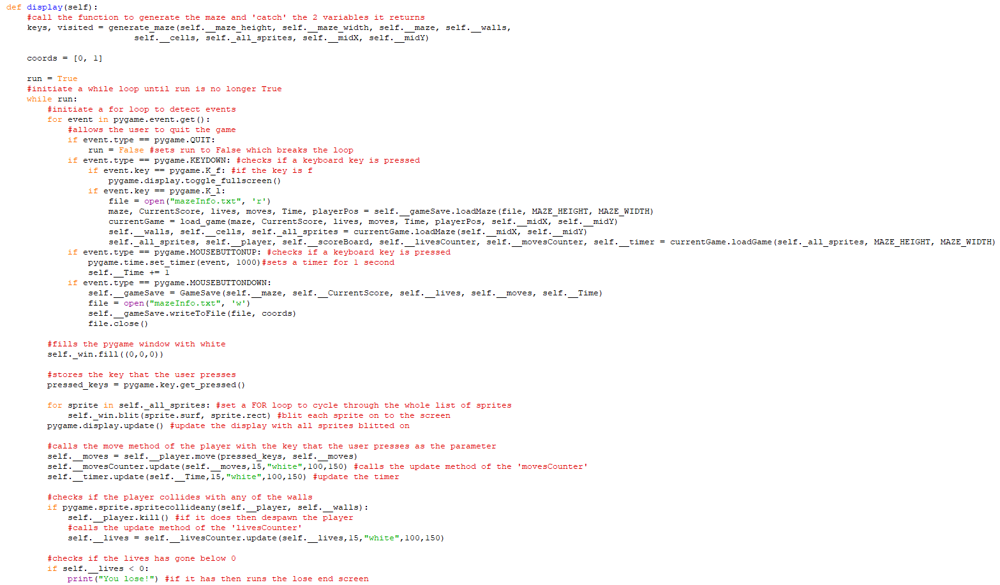 def display(self):
    #call the function to generate the maze and 'catch' the 2 variables it returns
    keys, visited = generate_maze(self.__maze_height, self.__maze_width, self.__maze, self.__walls,
                         self.__cells, self._all_sprites, self.__midX, self.__midY)

    coords = [0, 1]

    run = True
    #initiate a while loop until run is no longer True
    while run:
        #initiate a for loop to detect events
        for event in pygame.event.get():
            #allows the user to quit the game
            if event.type == pygame.QUIT:
                run = False #sets run to False which breaks the loop
            if event.type == pygame.KEYDOWN: #checks if a keyboard key is pressed
                if event.key == pygame.K_f: #if the key is f
                    pygame.display.toggle_fullscreen()
                if event.key == pygame.K_l:
                    file = open("mazeInfo.txt", 'r')
                    maze, CurrentScore, lives, moves, Time, playerPos = self.__gameSave.loadMaze(file, MAZE_HEIGHT, MAZE_WIDTH)
                    currentGame = load_game(maze, CurrentScore, lives, moves, Time, playerPos, self.__midX, self.__midY)
                    self.__walls, self.__cells, self._all_sprites = currentGame.loadMaze(self.__midX, self.__midY)
                    self._all_sprites, self.__player, self.__scoreBoard, self.__livesCounter, self.__movesCounter, self.__timer = currentGame.loadGame(self._all_sprites, MAZE_HEIGHT, MAZE_WIDTH)
            if event.type == pygame.MOUSEBUTTONUP: #checks if a keyboard key is pressed
                pygame.time.set_timer(event, 1000)#sets a timer for 1 second
                self.__Time += 1
            if event.type == pygame.MOUSEBUTTONDOWN:
                self.__gameSave = GameSave(self.__maze, self.__CurrentScore, self.__lives, self.__moves, self.__Time)
                file = open("mazeInfo.txt", 'w')
                self.__gameSave.writeToFile(file, coords)
                file.close()

        #fills the pygame window with white
        self._win.fill((0,0,0))

        #stores the key that the user presses
        pressed_keys = pygame.key.get_pressed()

        for sprite in self._all_sprites: #set a FOR loop to cycle through the whole list of sprites
            self._win.blit(sprite.surf, sprite.rect) #blit each sprite on to the screen
        pygame.display.update() #update the display with all sprites blitted on

        #calls the move method of the player with the key that the user presses as the parameter
        self.__moves = self.__player.move(pressed_keys, self.__moves)
        self.__movesCounter.update(self.__moves,15,"white",100,150) #calls the update method of the 'movesCounter'
        self.__timer.update(self.__Time,15,"white",100,150) #update the timer

        #checks if the player collides with any of the walls
        if pygame.sprite.spritecollideany(self.__player, self.__walls):
            self.__player.kill() #if it does then despawn the player
            #calls the update method of the 'livesCounter'
            self.__lives = self.__livesCounter.update(self.__lives,15,"white",100,150)

        #checks if the lives has gone below 0
        if self.__lives < 0:
            print("You lose!") #if it has then runs the lose end screen